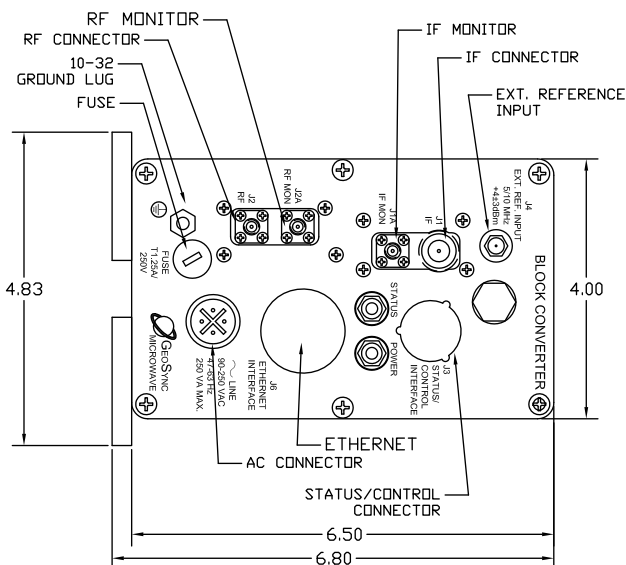 RF MONITOR
RF CONNECTOR
10-32
GROUND LUG
FUSE
IF MONITOR
IF CONNECTOR
EXT. REFERENCE
INPUT
4.83
4.00
J2
RF
J2A
RF MON
J1A
IF MON
J1
IF
J4
EXT. REF. INPUT
5/10 MHz
+4±3dBm
FUSE
T1.25A/
250V
BLOCK CONVERTER
STATUS
POWER
GEOSYNC
MICROWAVE
LINE
90-250 VAC
47-63 Hz
250 VA MAX.
J6
ETHERNET
INTERFACE
J3
STATUS/
CONTROL
INTERFACE
ETHERNET
AC CONNECTOR
STATUS/CONTROL
CONNECTOR
6.50
6.80